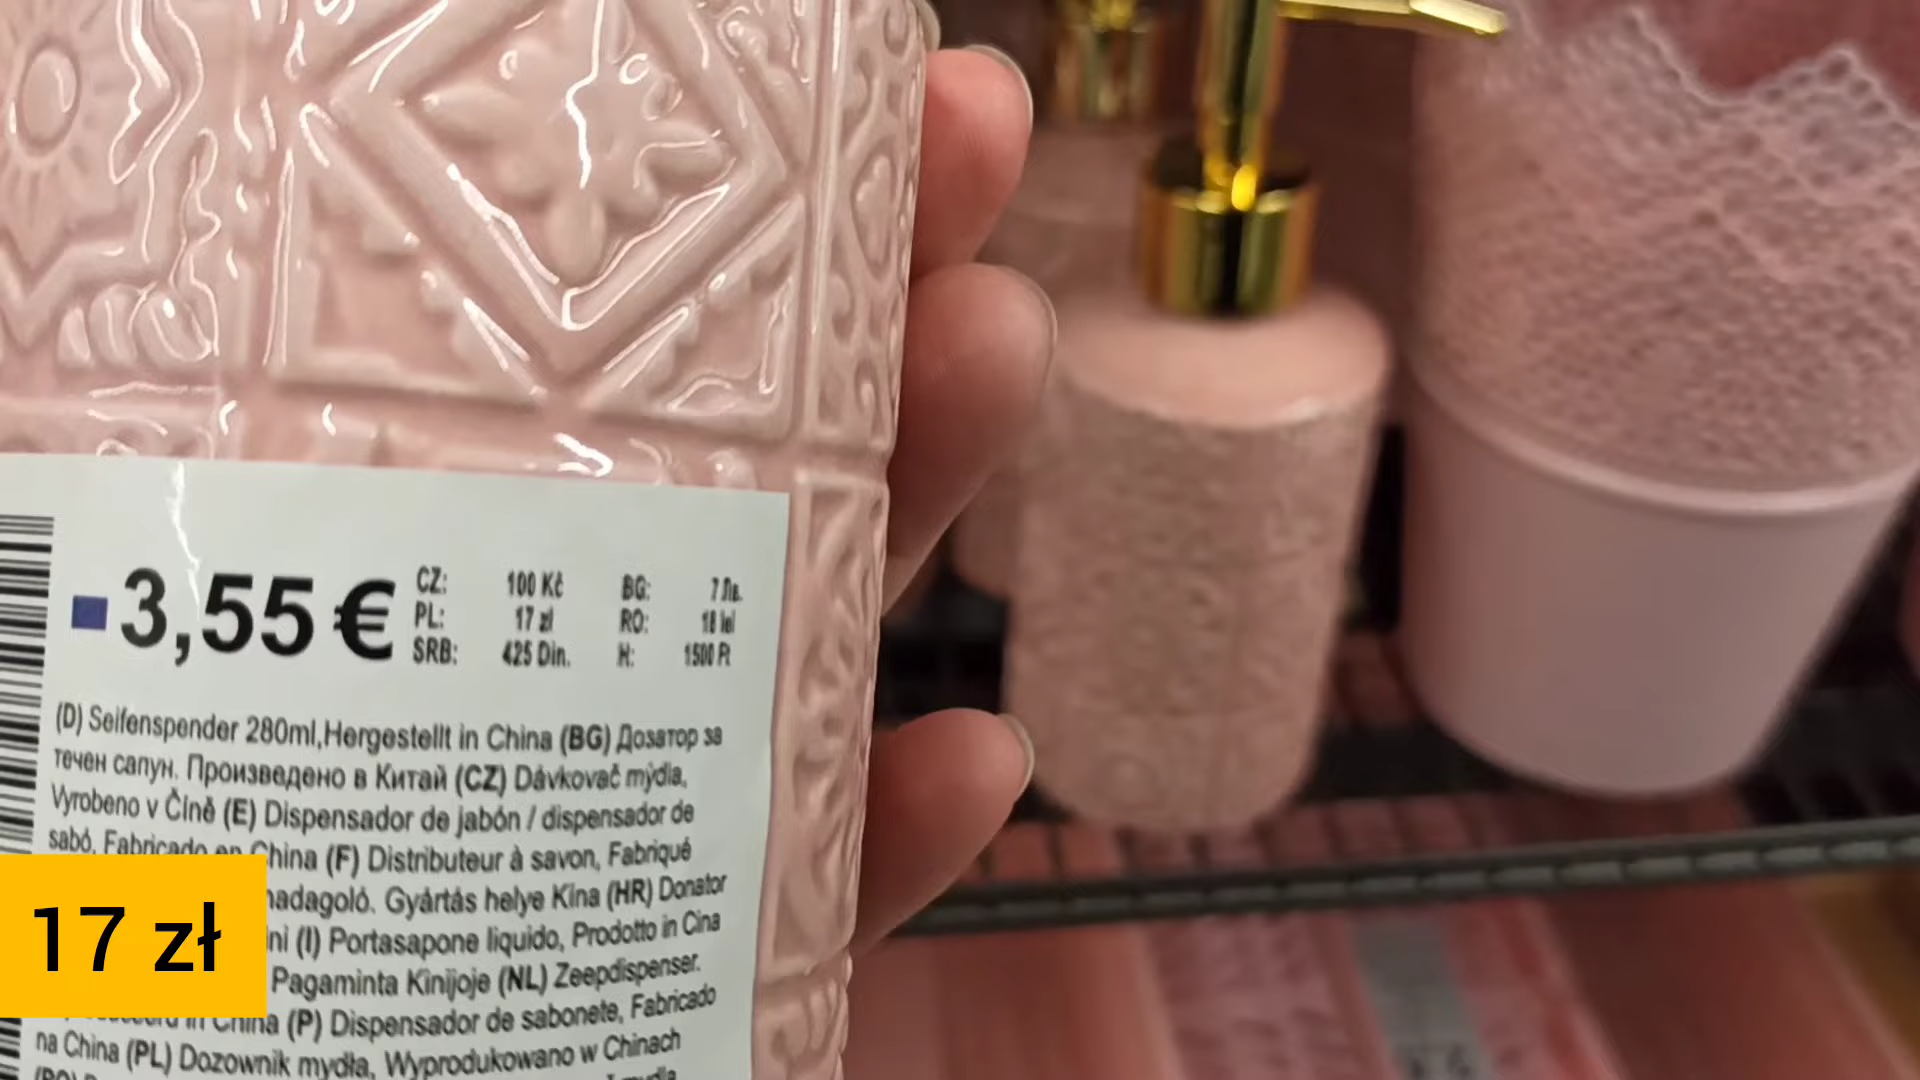 3,55 €
CZ: 100 Kč BG: 7 Лв.
PL: 17 zł RO: 18 lei
SRB: 425 Din. H: 1500 Ft
(D) Seifenspender 280ml,Hergestellt in China (BG) Дозатор за
течен сапун. Произведено в Китай (CZ) Dávkovač mýdla,
Vyrobeno v Číně (E) Dispensador de jabón / dispensador de
sabó, Fabricado en China (F) Distributeur à savon, Fabriqué
nadagoló. Gyártás helye Kína (HR) Donator
ini (I) Portasapone liquido, Prodotto in Cina
Pagaminta Kinijoje (NL) Zeepdispenser.
in China (P) Dispensador de sabonete, Fabricado
na China (PL) Dozownik mydła, Wyprodukowano w Chinach
17 zł